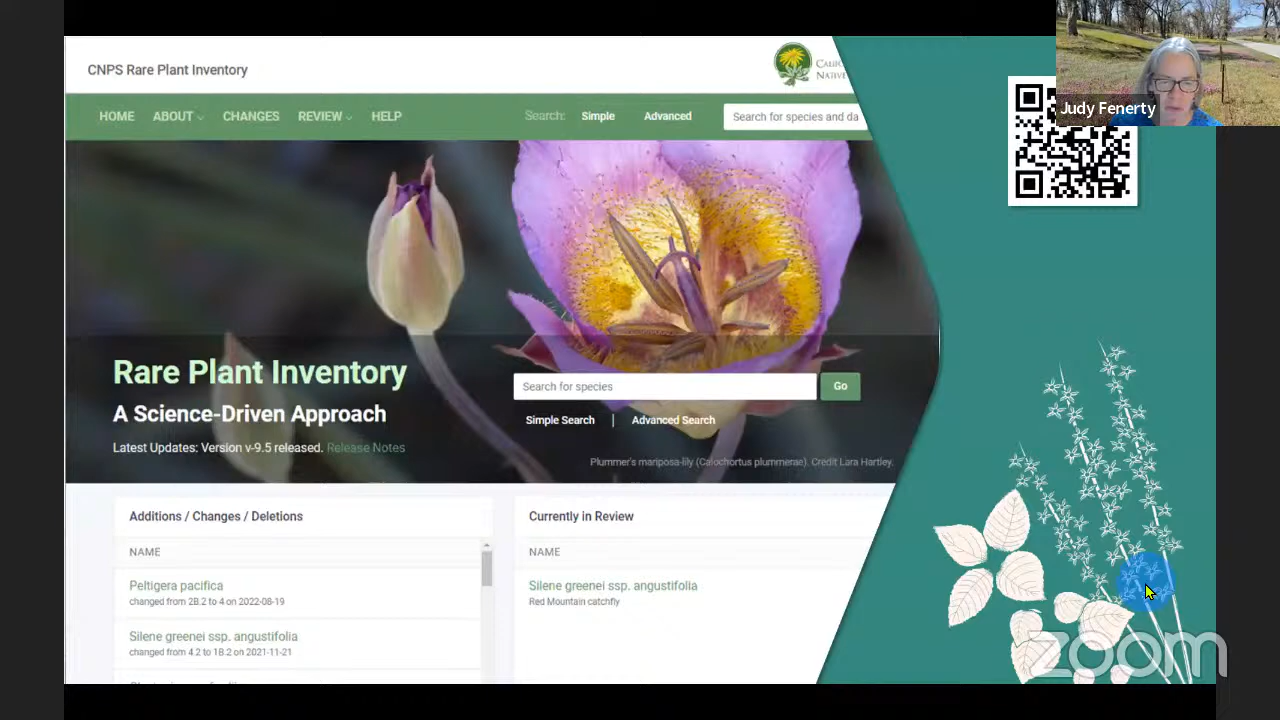 CNPS Rare Plant Inventory
NATIVE
HOME ABOUT CHANGES REVIEW HELP
Search: Simple Advanced
Search for species and da
Judy Fenerty
Rare Plant Inventory
A Science-Driven Approach
Latest Updates: Version v-9.5 released. Release Notes
Search for species
Go
Simple Search | Advanced Search
Plummer's mariposa-lily (Calochortus plummerae). Credit Lara Hartley.
Additions / Changes / Deletions
NAME
Peltigera pacifica
changed from 2B.2 to 4 on 2022-08-19
Silene greenei ssp. angustifolia
changed from 4.2 to 1B.2 on 2021-11-21
Currently in Review
NAME
Silene greenei ssp. angustifolia
Red Mountain catchfly
zoom